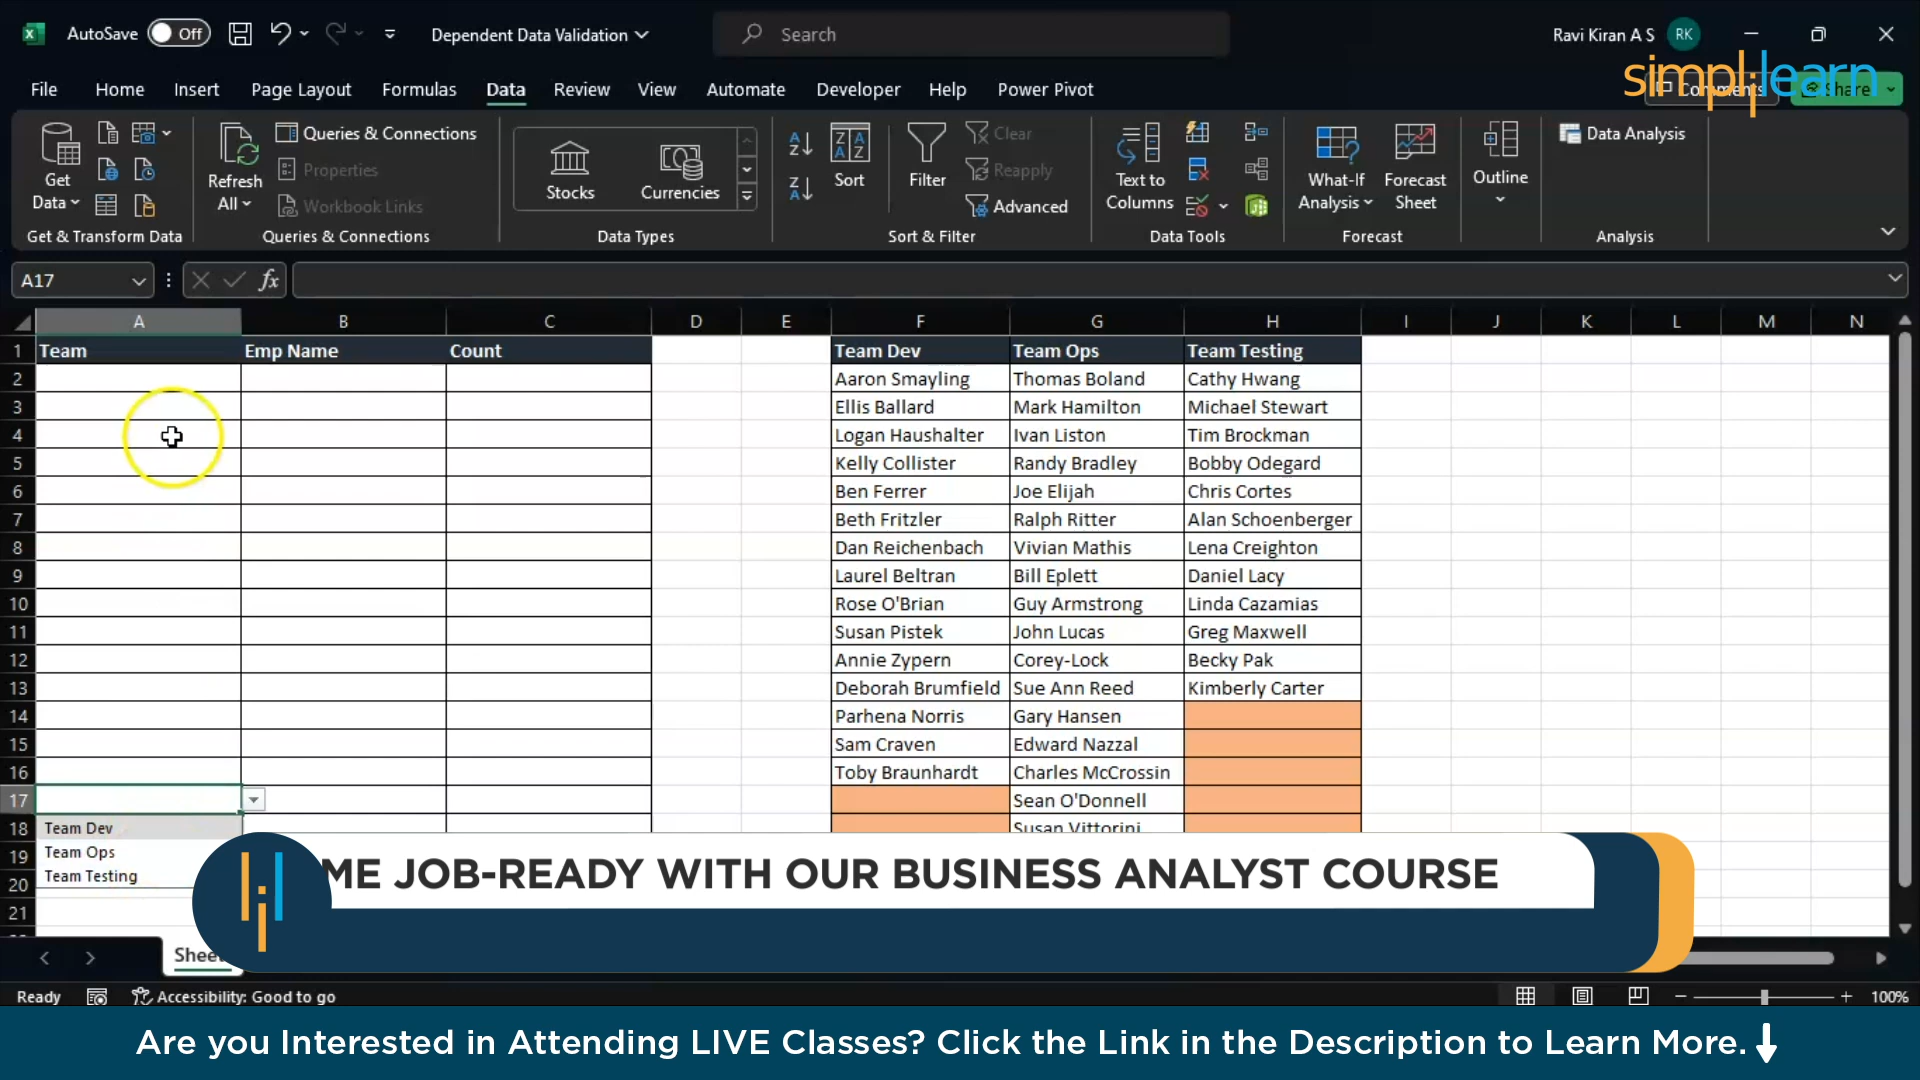 AutoSave Off Dependent Data Validation Search Ravi Kiran A S RK
simplilearn
File Home Insert Page Layout Formulas Data Review View Automate Developer Help Power Pivot Comments Share
Get Data
Refresh All
Queries & Connections
Properties
Workbook Links
Stocks Currencies
Sort
Filter
Clear
Reapply
Advanced
Text to Columns
What-If Analysis
Forecast Sheet
Outline
Data Analysis
Get & Transform Data Queries & Connections Data Types Sort & Filter Data Tools Forecast Analysis
A17 fx
A B C D E F G H I J K L M N
1 Team Emp Name Count Team Dev Team Ops Team Testing
2 Aaron Smayling Thomas Boland Cathy Hwang
3 Ellis Ballard Mark Hamilton Michael Stewart
4 Logan Haushalter Ivan Liston Tim Brockman
5 Kelly Collister Randy Bradley Bobby Odegard
6 Ben Ferrer Joe Elijah Chris Cortes
7 Beth Fritzler Ralph Ritter Alan Schoenberger
8 Dan Reichenbach Vivian Mathis Lena Creighton
9 Laurel Beltran Bill Eplett Daniel Lacy
10 Rose O'Brian Guy Armstrong Linda Cazamias
11 Susan Pistek John Lucas Greg Maxwell
12 Annie Zypern Corey-Lock Becky Pak
13 Deborah Brumfield Sue Ann Reed Kimberly Carter
14 Parhena Norris Gary Hansen
15 Sam Craven Edward Nazzal
16 Toby Braunhardt Charles McCrossin
17 Sean O'Donnell
18 Team Dev Susan Vittorini
19 Team Ops
20 Team Testing
21
ME JOB-READY WITH OUR BUSINESS ANALYST COURSE
Sheet
Ready Accessibility: Good to go 100%
Are you Interested in Attending LIVE Classes? Click the Link in the Description to Learn More.